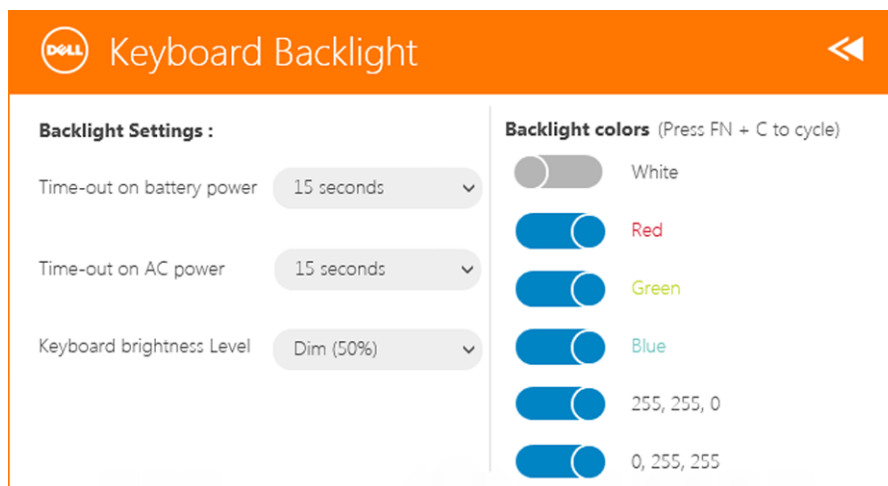 DELL Keyboard Backlight
Backlight Settings :
Time-out on battery power 15 seconds
Time-out on AC power 15 seconds
Keyboard brightness Level Dim (50%)
Backlight colors (Press FN + C to cycle)
White
Red
Green
Blue
255, 255, 0
0, 255, 255